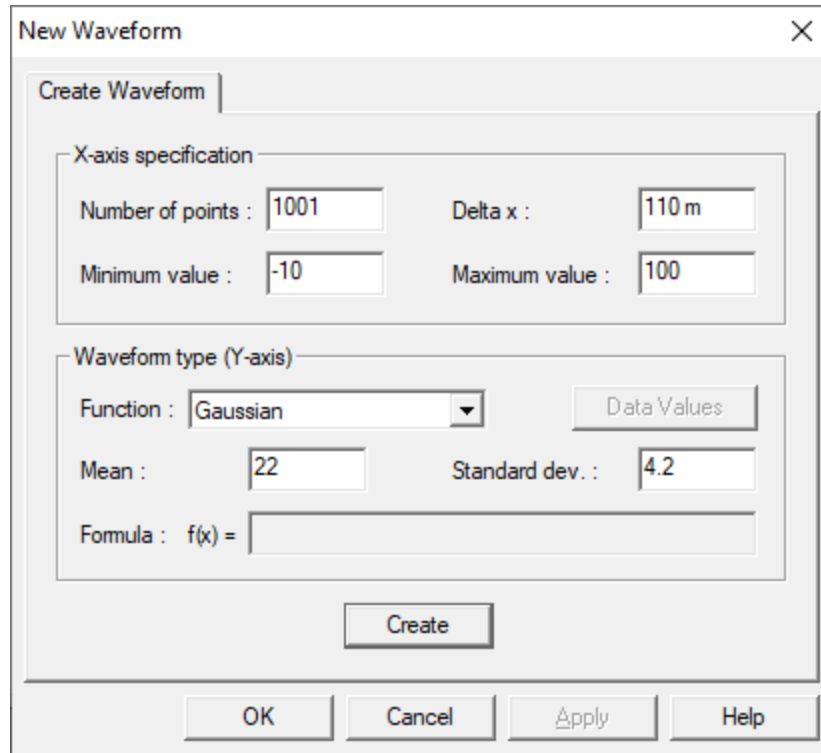 New Waveform
Create Waveform
X-axis specification
Number of points : 1001 Delta x : 110 m
Minimum value : -10 Maximum value : 100
Waveform type (Y-axis)
Function : Gaussian Data Values
Mean : 22 Standard dev. : 4.2
Formula : f(x) =
Create
OK Cancel Apply Help